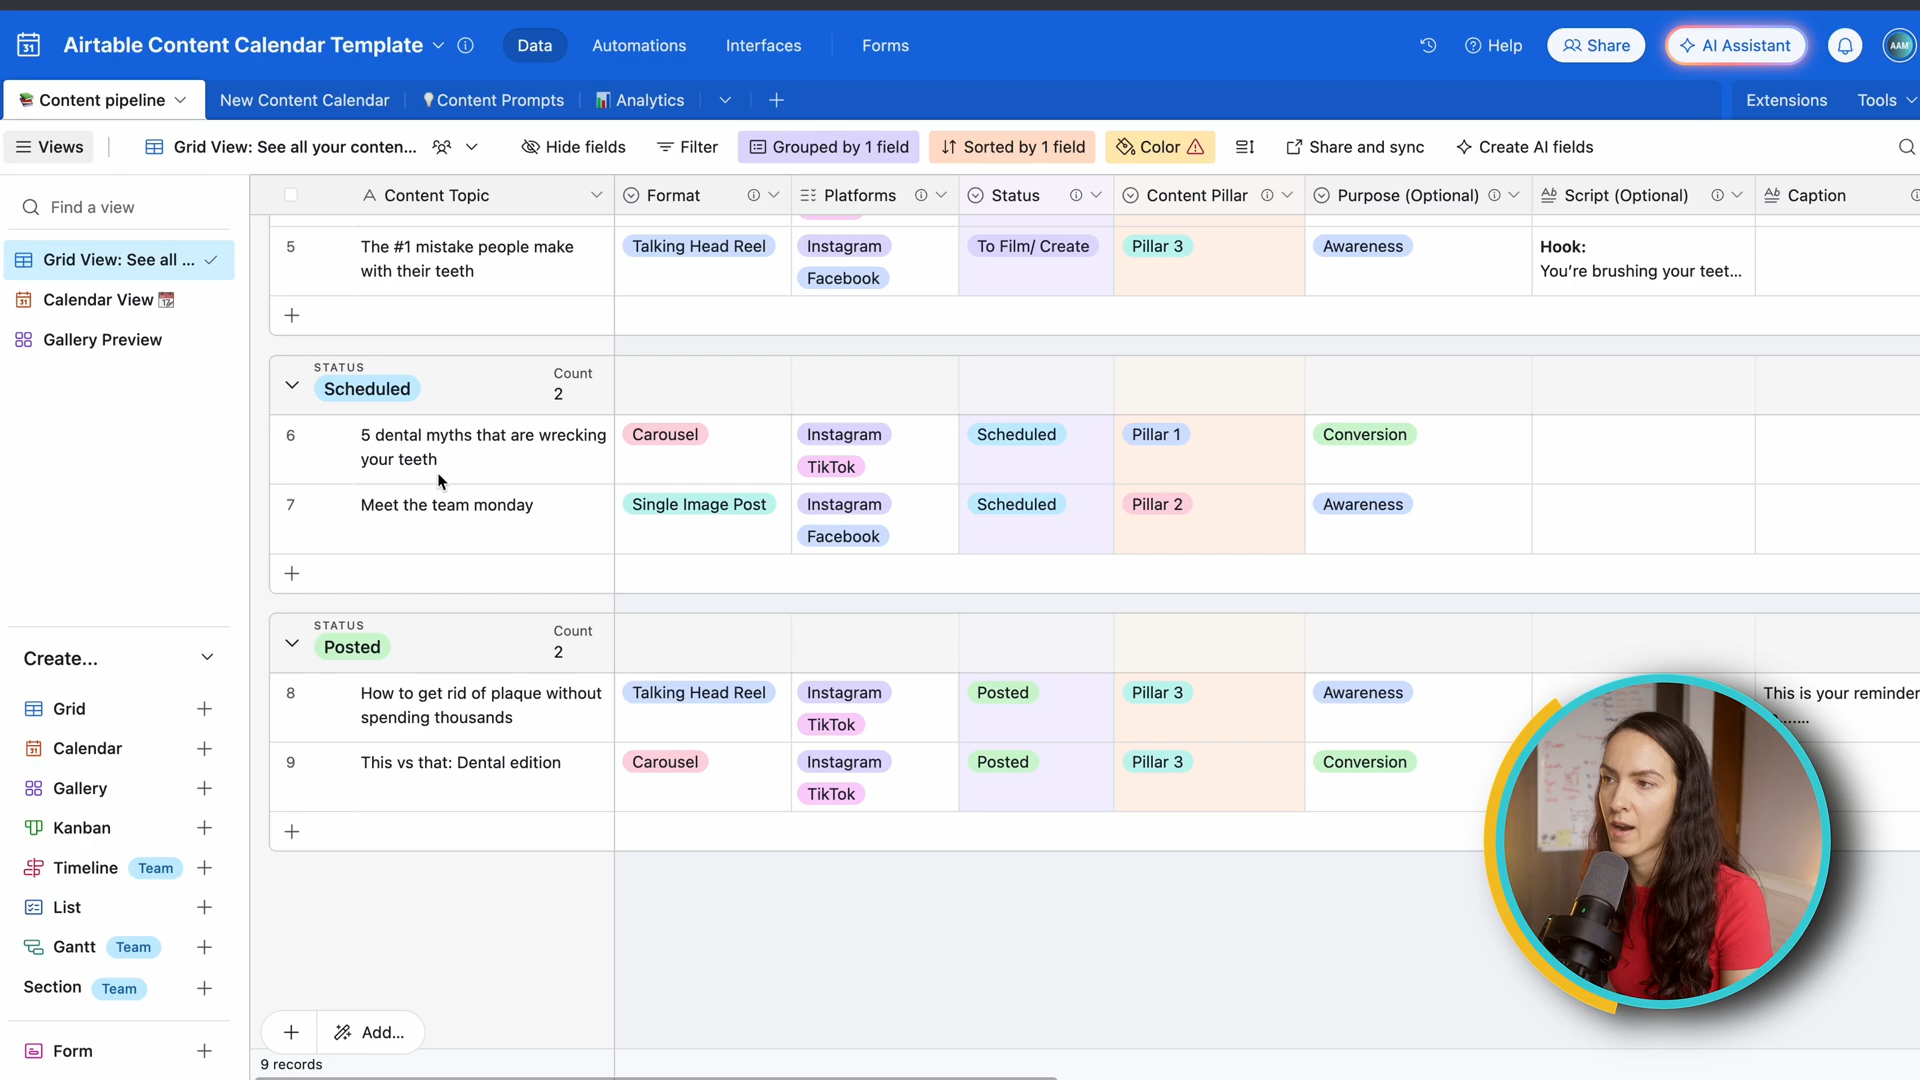 31 Airtable Content Calendar Template Data Automations Interfaces Forms Help Share AI Assistant AAM
Content pipeline New Content Calendar Content Prompts Analytics Extensions Tools
Views Grid View: See all your conten... Hide fields Filter Grouped by 1 field Sorted by 1 field Color Share and sync Create AI fields
Find a view
Grid View: See all ...
Calendar View
Gallery Preview
Create...
Grid
Calendar
Gallery
Kanban
Timeline Team
List
Gantt Team
Section Team
Form
Content Topic Format Platforms Status Content Pillar Purpose (Optional) Script (Optional) Caption
5 The #1 mistake people make Talking Head Reel Instagram To Film/ Create Pillar 3 Awareness Hook:
with their teeth Facebook You're brushing your teet...
STATUS
Scheduled
Count
2
6 5 dental myths that are wrecking Carousel Instagram Scheduled Pillar 1 Conversion
your teeth TikTok
7 Meet the team monday Single Image Post Instagram Scheduled Pillar 2 Awareness
Facebook
STATUS
Posted
Count
2
8 How to get rid of plaque without Talking Head Reel Instagram Posted Pillar 3 Awareness This is your reminder
spending thousands TikTok
9 This vs that: Dental edition Carousel Instagram Posted Pillar 3 Conversion
TikTok
Add...
9 records